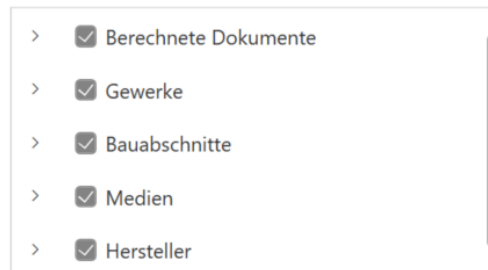 Berechnete Dokumente
Gewerke
Bauabschnitte
Medien
Hersteller